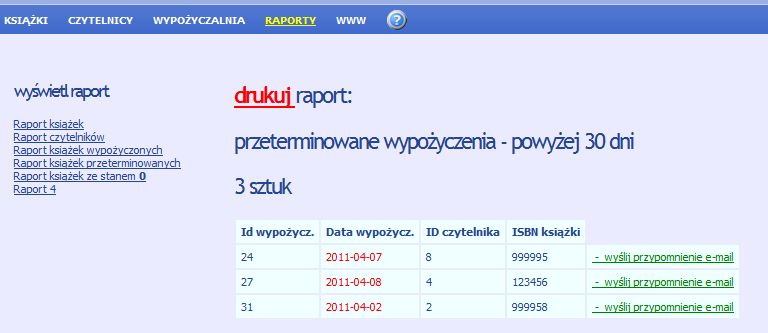 KSIĄŻKI CZYTELNICY WYPOŻYCZALNIA RAPORTY WWW ?
wyświetl raport
Raport książek
Raport czytelników
Raport książek wypożyczonych
Raport książek przeterminowanych
Raport książek ze stanem 0
Raport 4
drukuj raport:
przeterminowane wypożyczenia - powyżej 30 dni
3 sztuk
Id wypożycz. Data wypożycz. ID czytelnika ISBN książki
24 2011-04-07 8 999995 - wyślij przypomnienie e-mail
27 2011-04-08 4 123456 - wyślij przypomnienie e-mail
31 2011-04-02 2 999958 - wyślij przypomnienie e-mail